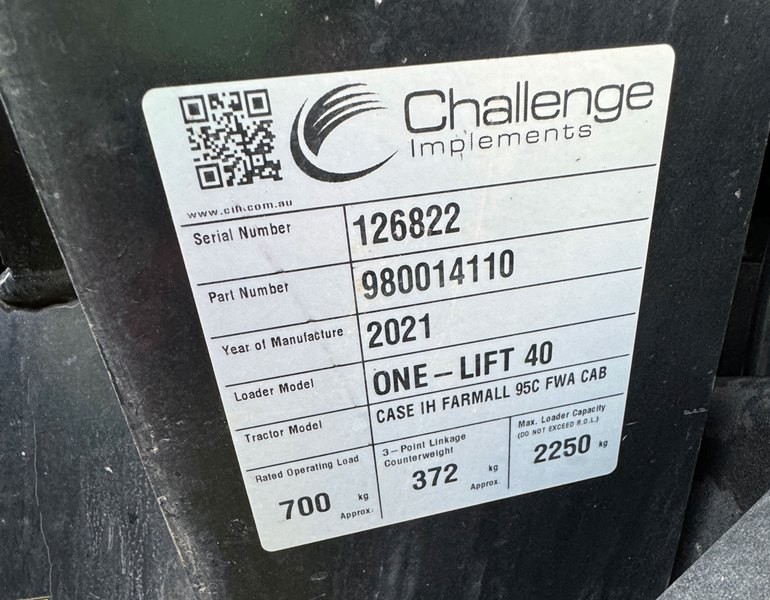 Challenge
Implements
www.cih.com.au
Serial Number 126822
Part Number 980014110
Year of Manufacture 2021
Loader Model ONE-LIFT 40
Tractor Model CASE IH FARMALL 95C FWA CAB
Rated Operating Load
700 kg
Approx.
3-Point Linkage
Counterweight
372 kg
Approx.
Max. Loader Capacity
(DO NOT EXCEED R.O.L.)
2250 kg